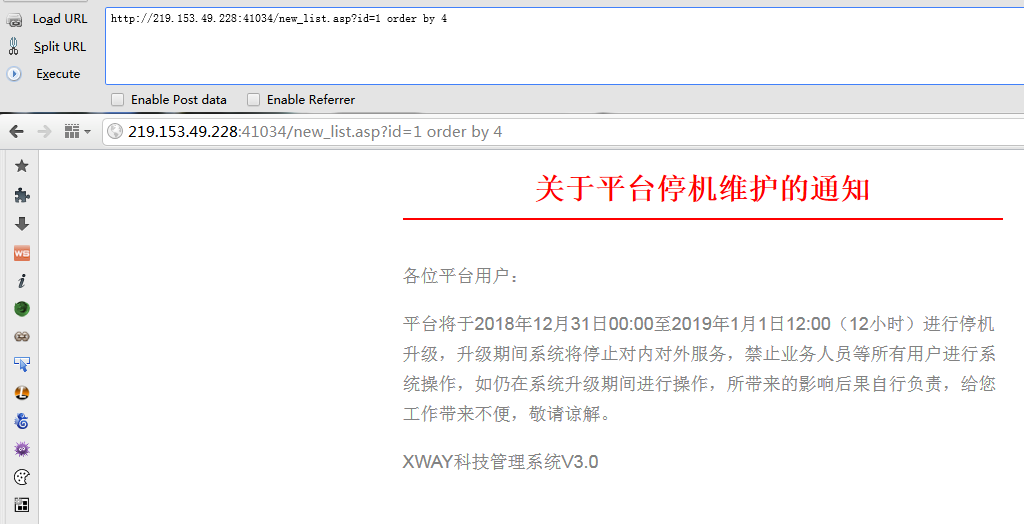 Load URL
http://219.153.49.228:41034/new_list.asp?id=1 order by 4
Split URL
Execute
Enable Post data
Enable Referrer
219.153.49.228:41034/new_list.asp?id=1 order by 4
关于平台停机维护的通知
各位平台用户：
平台将于2018年12月31日00:00至2019年1月1日12:00（12小时）进行停机
升级，升级期间系统将停止对内对外服务，禁止业务人员等所有用户进行系
统操作，如仍在系统升级期间进行操作，所带来的影响后果自行负责，给您
工作带来不便，敬请谅解。
XWAY科技管理系统V3.0
WS
i